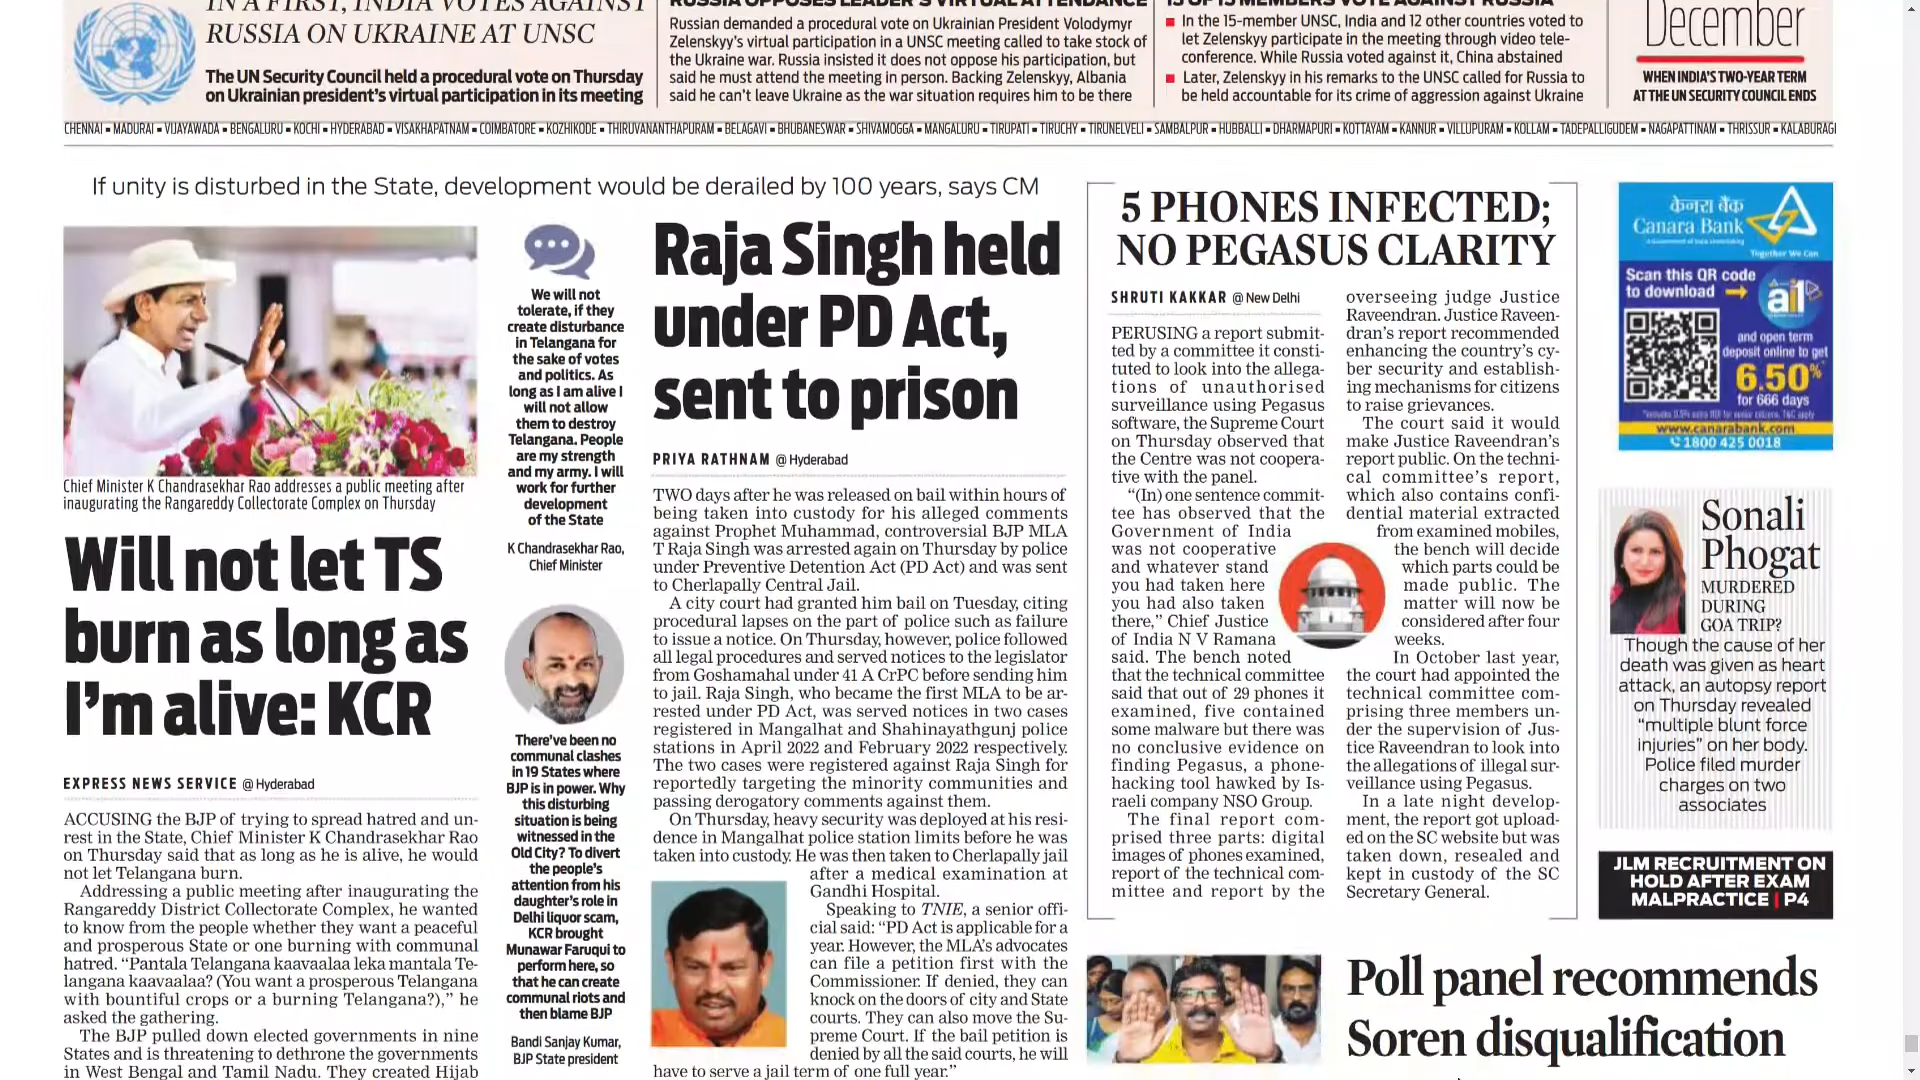 IN A FIRST, INDIA VOTES AGAINST
RUSSIA ON UKRAINE AT UNSC
The UN Security Council held a procedural vote on Thursday
on Ukrainian president's virtual participation in its meeting
RUSSIA OPPOSES LEADER'S VIRTUAL ATTENDANCE
Russian demanded a procedural vote on Ukrainian President Volodymyr
Zelenskyy's virtual participation in a UNSC meeting called to take stock of
the Ukraine war. Russia insisted it does not oppose his participation, but
said he must attend the meeting in person. Backing Zelenskyy, Albania
said he can't leave Ukraine as the war situation requires him to be there
13 OF 15 MEMBERS VOTE AGAINST RUSSIA
In the 15-member UNSC, India and 12 other countries voted to
let Zelenskyy participate in the meeting through video tele-
conference. While Russia voted against it, China abstained
Later, Zelenskyy in his remarks to the UNSC called for Russia to
be held accountable for its crime of aggression against Ukraine
December
WHEN INDIA'S TWO-YEAR TERM
AT THE UN SECURITY COUNCIL ENDS
CHENNAI ▪ MADURAI ▪ VIJAYAWADA ▪ BENGALURU ▪ KOCHI ▪ HYDERABAD ▪ VISAKHAPATNAM ▪ COIMBATORE ▪ KOZHIKODE ▪ THIRUVANANTHAPURAM ▪ BELAGAVI ▪ BHUBANESWAR ▪ SHIVAMOGGA ▪ MANGALURU ▪ TIRUPATI ▪ TIRUCHY ▪ TIRUNELVELI ▪ SAMBALPUR ▪ HUBBALLI ▪ DHARMAPURI ▪ KOTTAYAM ▪ KANNUR ▪ VILLUPURAM ▪ KOLLAM ▪ TADEPALLIGUDEM ▪ NAGAPATTINAM ▪ THRISSUR ▪ KALABURAGI
If unity is disturbed in the State, development would be derailed by 100 years, says CM
Chief Minister K Chandrasekhar Rao addresses a public meeting after
inaugurating the Rangareddy Collectorate Complex on Thursday
Will not let TS
burn as long as
I'm alive: KCR
EXPRESS NEWS SERVICE @ Hyderabad
ACCUSING the BJP of trying to spread hatred and un-
rest in the State, Chief Minister K Chandrasekhar Rao
on Thursday said that as long as he is alive, he would
not let Telangana burn.
Addressing a public meeting after inaugurating the
Rangareddy District Collectorate Complex, he wanted
to know from the people whether they want a peaceful
and prosperous State or one burning with communal
hatred. "Pantala Telangana kaavaalaa leka mantala Te-
langana kaavaalaa? (You want a prosperous Telangana
with bountiful crops or a burning Telangana?)," he
asked the gathering.
The BJP pulled down elected governments in nine
States and is threatening to dethrone the governments
in West Bengal and Tamil Nadu. They created Hijab
We will not
tolerate, if they
create disturbance
in Telangana for
the sake of votes
and politics. As
long as I am alive I
will not allow
them to destroy
Telangana. People
are my strength
and my army. I will
work for further
development
of the State
K Chandrasekhar Rao,
Chief Minister
There've been no
communal clashes
in 19 States where
BJP is in power. Why
this disturbing
situation is being
witnessed in the
Old City? To divert
the people's
attention from his
daughter's role in
Delhi liquor scam,
KCR brought
Munawar Faruqui to
perform here, so
that he can create
communal riots and
then blame BJP
Bandi Sanjay Kumar,
BJP State president
Raja Singh held
under PD Act,
sent to prison
PRIYA RATHNAM @ Hyderabad
TWO days after he was released on bail within hours of
being taken into custody for his alleged comments
against Prophet Muhammad, controversial BJP MLA
T Raja Singh was arrested again on Thursday by police
under Preventive Detention Act (PD Act) and was sent
to Cherlapally Central Jail.
A city court had granted him bail on Tuesday, citing
procedural lapses on the part of police such as failure
to issue a notice. On Thursday, however, police followed
all legal procedures and served notices to the legislator
from Goshamahal under 41 A CrPC before sending him
to jail. Raja Singh, who became the first MLA to be ar-
rested under PD Act, was served notices in two cases
registered in Mangalhat and Shahinayathgunj police
stations in April 2022 and February 2022 respectively.
The two cases were registered against Raja Singh for
reportedly targeting the minority communities and
passing derogatory comments against them.
On Thursday, heavy security was deployed at his resi-
dence in Mangalhat police station limits before he was
taken into custody. He was then taken to Cherlapally jail
after a medical examination at
Gandhi Hospital.
Speaking to TNIE, a senior offi-
cial said: "PD Act is applicable for a
year. However, the MLA's advocates
can file a petition first with the
Commissioner. If denied, they can
knock on the doors of city and State
courts. They can also move the Su-
preme Court. If the bail petition is
denied by all the said courts, he will
have to serve a jail term of one full year."
5 PHONES INFECTED;
NO PEGASUS CLARITY
SHRUTI KAKKAR @ New Delhi
PERUSING a report submit-
ted by a committee it consti-
tuted to look into the allega-
tions of unauthorised
surveillance using Pegasus
software, the Supreme Court
on Thursday observed that
the Centre was not coopera-
tive with the panel.
"(In) one sentence commit-
tee has observed that the
Government of India
was not cooperative
and whatever stand
you had taken here
you had also taken
there," Chief Justice
of India N V Ramana
said. The bench noted
that the technical committee
said that out of 29 phones it
examined, five contained
some malware but there was
no conclusive evidence on
finding Pegasus, a phone-
hacking tool hawked by Is-
raeli company NSO Group.
The final report com-
prised three parts: digital
images of phones examined,
report of the technical com-
mittee and report by the
overseeing judge Justice
Raveendran. Justice Raveen-
dran's report recommended
enhancing the country's cy-
ber security and establish-
ing mechanisms for citizens
to raise grievances.
The court said it would
make Justice Raveendran's
report public. On the techni-
cal committee's report,
which also contains confi-
dential material extracted
from examined mobiles,
the bench will decide
which parts could be
made public. The
matter will now be
considered after four
weeks.
In October last year,
the court had appointed the
technical committee com-
prising three members un-
der the supervision of Jus-
tice Raveendran to look into
the allegations of illegal sur-
veillance using Pegasus.
In a late night develop-
ment, the report got upload-
ed on the SC website but was
taken down, resealed and
kept in custody of the SC
Secretary General.
केनरा बैंक
Canara Bank
Together We Can
Scan this QR code
to download
ai1
and open term
deposit online to get
6.50%
for 666 days
www.canarabank.com
1800 425 0018
Sonali
Phogat
MURDERED
DURING
GOA TRIP?
Though the cause of her
death was given as heart
attack, an autopsy report
on Thursday revealed
"multiple blunt force
injuries" on her body.
Police filed murder
charges on two
associates
JLM RECRUITMENT ON
HOLD AFTER EXAM
MALPRACTICE | P4
Poll panel recommends
Soren disqualification